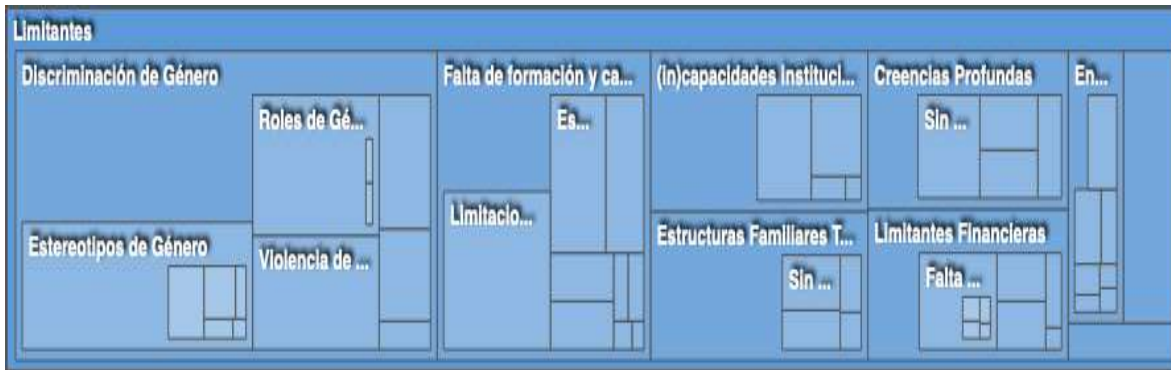 Limitantes
Discriminación de Género
Falta de formación y ca...
(in)capacidades Instituci...
Creencias Profundas
En...
Roles de Gé...
Es...
Sin ...
Limitacio...
Estereotipos de Género
Violencia de ...
Estructuras Familiares T...
Limitantes Financieras
Sin ...
Falta ...